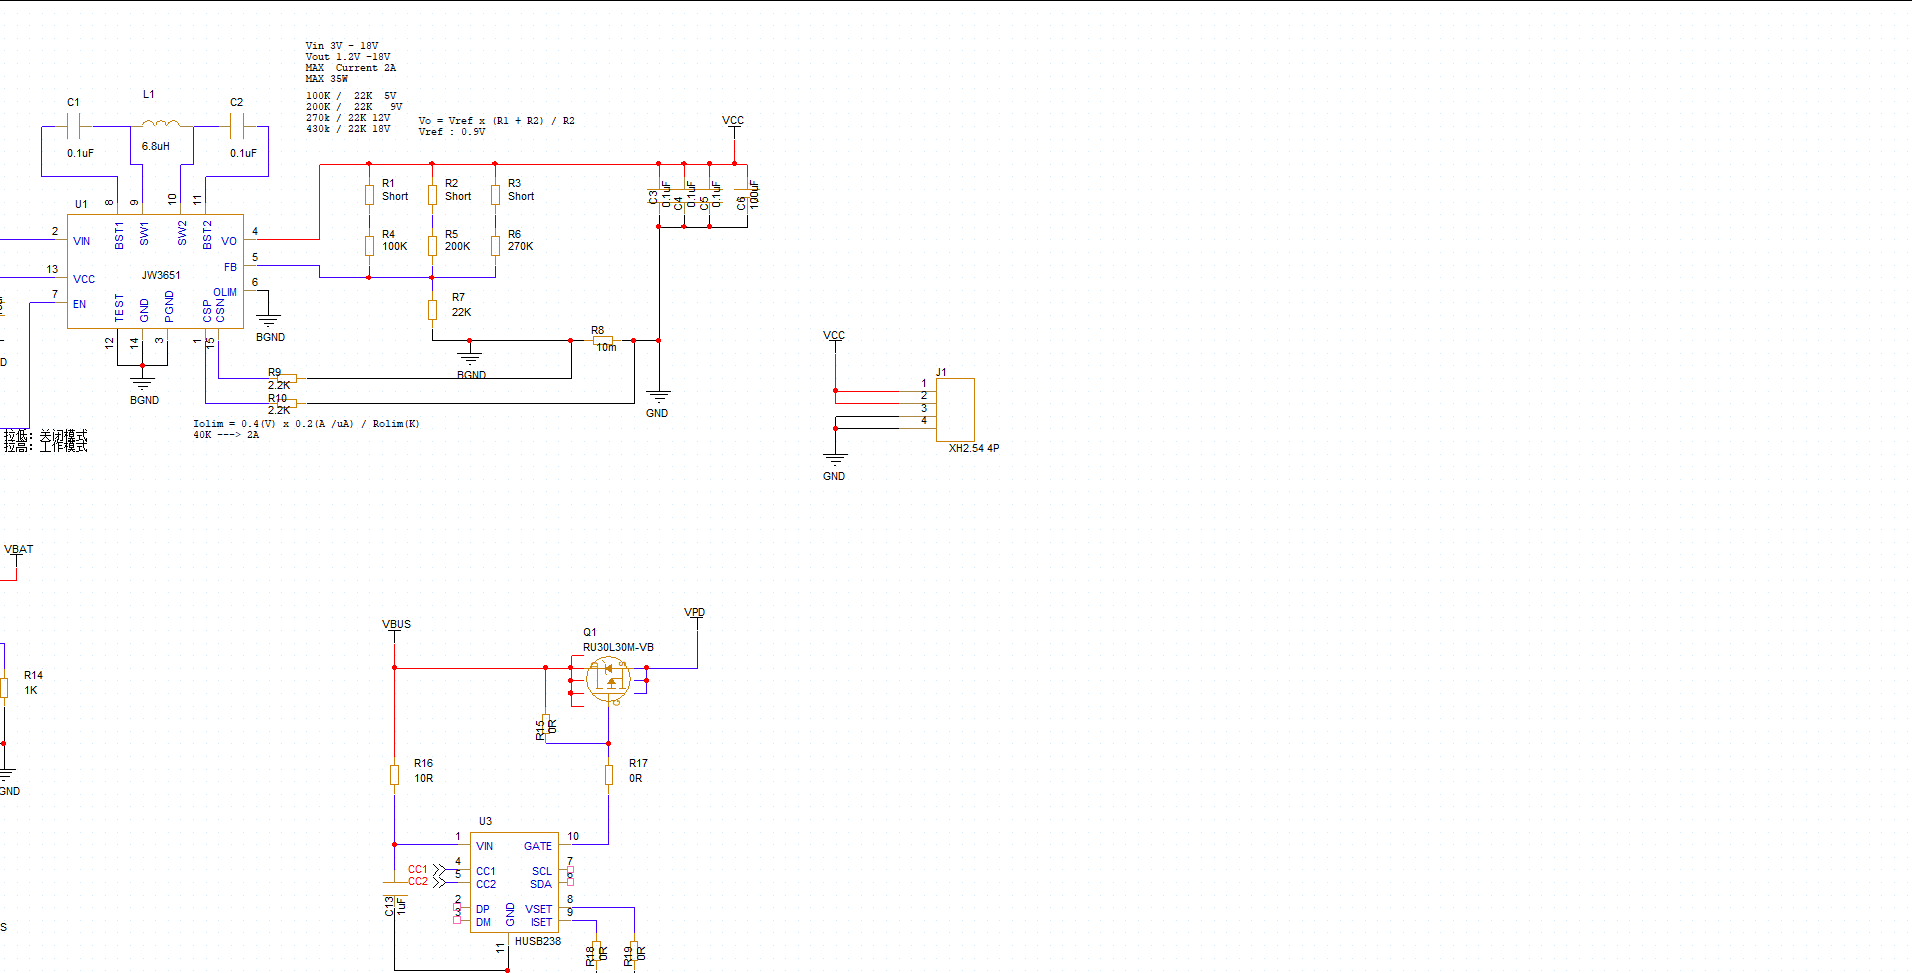 Vin 3V - 18V
Vout 1.2V -18V
MAX  Current 2A
MAX 35W
100K /  22K  5V
200K /  22K   9V
270k / 22K 12V
430k / 22K 18V
Vo = Vref x (R1 + R2) / R2
Vref : 0.9V
C1
L1
C2
0.1uF
6.8uH
0.1uF
VCC
R1
Short
R2
Short
R3
Short
C3
0.1uF
C4
0.1uF
C5
0.1uF
C6
100uF
U1
8
9
10
11
2
VIN
BST1
SW1
SW2
BST2
VO
4
R4
100K
R5
200K
R6
270K
13
VCC
JW3651
FB
5
7
EN
TEST
GND
PGND
CSP
CSN
OLIM
6
12
14
3
1
15
BGND
R7
22K
R8
10m
BGND
R9
2.2K
R10
2.2K
BGND
GND
D
Iolim = 0.4(V) x 0.2(A /uA) / Rolim(K)
40K ---> 2A
拉低：关闭模式
拉高：工作模式
VCC
J1
1
2
3
4
XH2.54 4P
GND
VBAT
R14
1K
GND
S
VBUS
Q1
RU30L30M-VB
VPD
R15
0R
R16
10R
R17
0R
U3
1
VIN
GATE
10
CC1
4
CC1
SCL
7
CC2
5
CC2
SDA
6
2
DP
VSET
8
3
DM
ISET
9
GND
11
HUSB238
C13
1uF
R18
0R
R19
0R